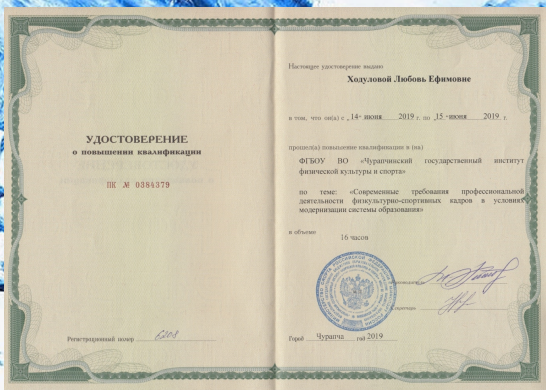 УДОСТОВЕРЕНИЕ
о повышении квалификации
ПК № 0384379
Регистрационный номер
Настоящее удостоверение выдано
Ходуловой Любовь Ефимовне
в том, что он(а) с „14„ июня 2019 г. по „15 „июня 2019 г.
прошел(а) повышение квалификации в (на)
ФГБОУ ВО «Чурапчинский государственный институт
физической культуры и спорта»
по теме: «Современные требования профессиональной
деятельности физкультурно-спортивных кадров в условиях
модернизации системы образования»
в объеме
16 часов
Город Чурапча год 2019